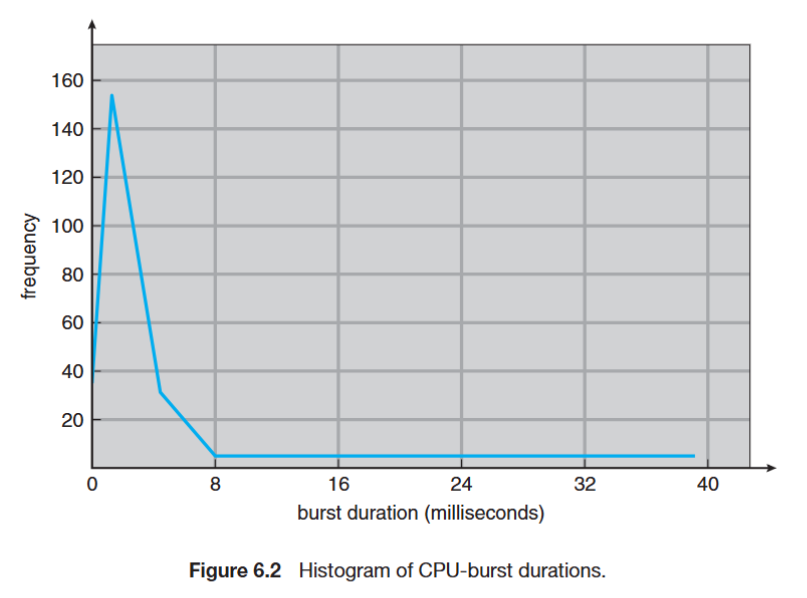 160
140
120
100
80
60
40
20
frequency
0 8 16 24 32 40
burst duration (milliseconds)
Figure 6.2 Histogram of CPU-burst durations.